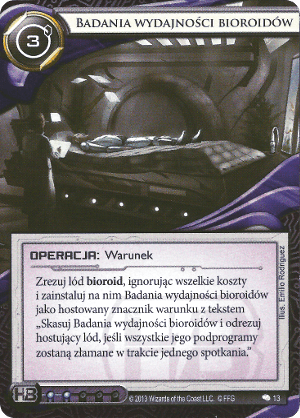 Badania wydajności bioroidów
3
OPERACJA: Warunek
Zrezuj lód bioroid, ignorując wszelkie koszty
i zainstaluj na nim Badania wydajności bioroidów
jako hostowany znacznik warunku z tekstem
„Skasuj Badania wydajności bioroidów i odrezuj
hostujący lód, jeśli wszystkie jego podprogramy
zostaną złamane w trakcie jednego spotkania.”
Illus. Emilio Rodriguez
HB
© 2013 Wizards of the Coast LLC. © FFG
13